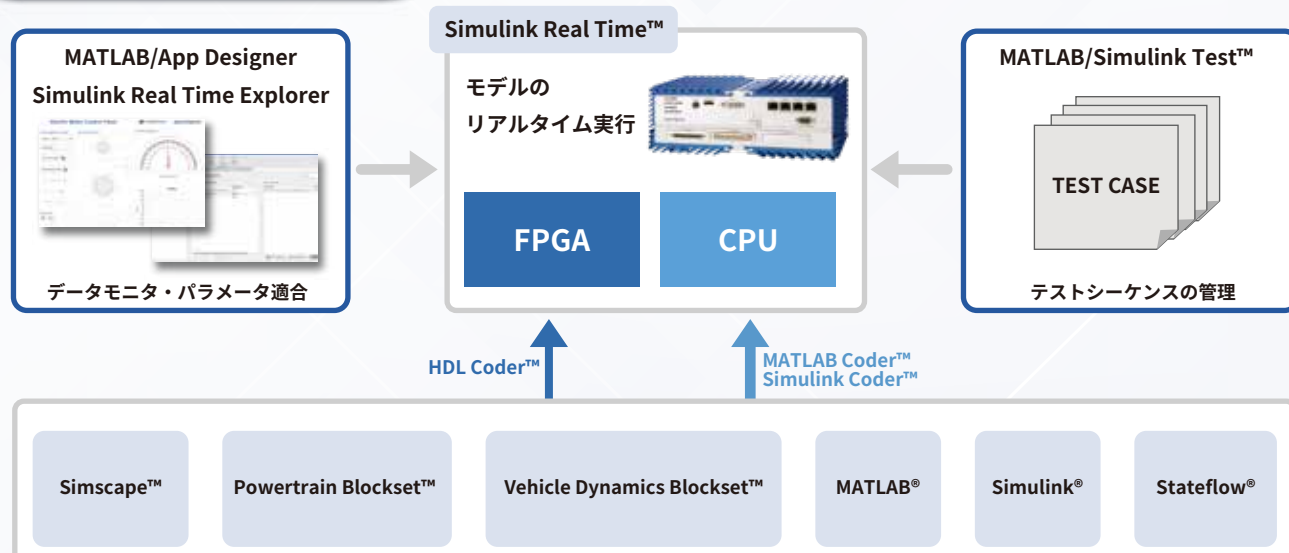 MATLAB/App Designer
Simulink Real Time Explorer
データモニタ・パラメータ適合
Simulink Real Time™
モデルの
リアルタイム実行
FPGA
CPU
MATLAB/Simulink Test™
TEST CASE
テストシーケンスの管理
HDL Coder™
MATLAB Coder™
Simulink Coder™
Simscape™
Powertrain Blockset™
Vehicle Dynamics Blockset™
MATLAB®
Simulink®
Stateflow®